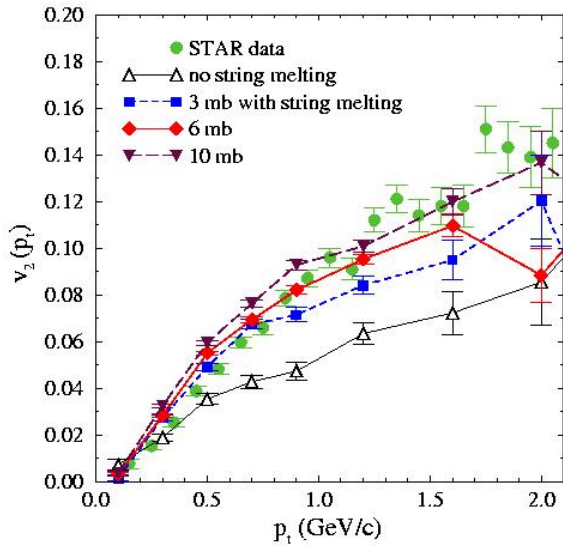 0.20
0.18
0.16
0.14
0.12
0.10
0.08
0.06
0.04
0.02
0.00
v2 (pt)
STAR data
no string melting
3 mb with string melting
6 mb
10 mb
0.0 0.5 1.0 1.5 2.0
pt (GeV/c)